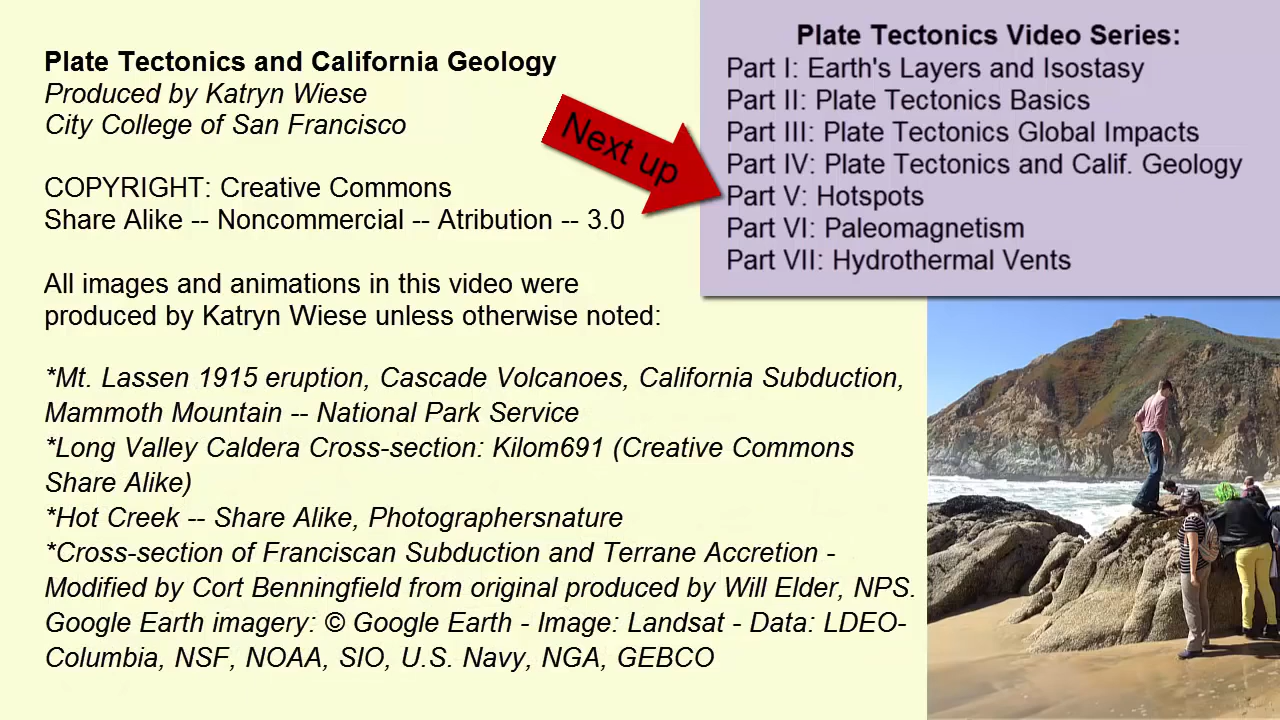 Plate Tectonics and California Geology
Produced by Katryn Wiese
City College of San Francisco
COPYRIGHT: Creative Commons
Share Alike -- Noncommercial -- Atribution -- 3.0
All images and animations in this video were
produced by Katryn Wiese unless otherwise noted:
*Mt. Lassen 1915 eruption, Cascade Volcanoes, California Subduction,
Mammoth Mountain -- National Park Service
*Long Valley Caldera Cross-section: Kilom691 (Creative Commons
Share Alike)
*Hot Creek -- Share Alike, Photographersnature
*Cross-section of Franciscan Subduction and Terrane Accretion -
Modified by Cort Benningfield from original produced by Will Elder, NPS.
Google Earth imagery: © Google Earth - Image: Landsat - Data: LDEO-
Columbia, NSF, NOAA, SIO, U.S. Navy, NGA, GEBCO
Next up
Plate Tectonics Video Series:
Part I: Earth's Layers and Isostasy
Part II: Plate Tectonics Basics
Part III: Plate Tectonics Global Impacts
Part IV: Plate Tectonics and Calif. Geology
Part V: Hotspots
Part VI: Paleomagnetism
Part VII: Hydrothermal Vents